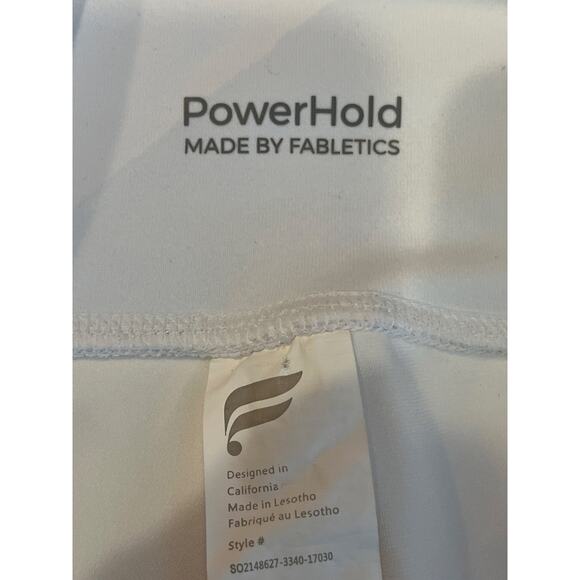 PowerHold
MADE BY FABLETICS
Designed in
California
Made in Lesotho
Fabriqué au Lesotho
Style #
SO2148627-3340-17030